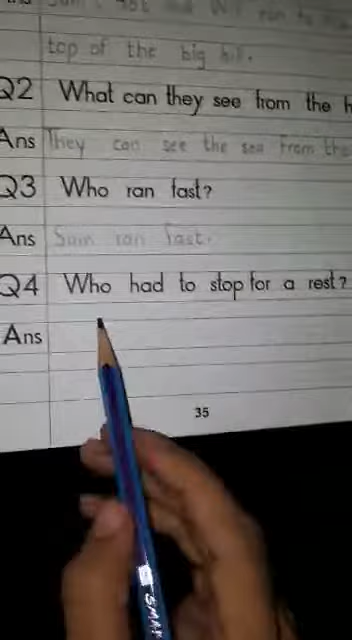 top of the big hill.
Q2 What can they see from the
Ans They can see the sea from the
Q3 Who ran fast?
Ans Sam ran fast.
Q4 Who had to stop for a rest?
Ans
35